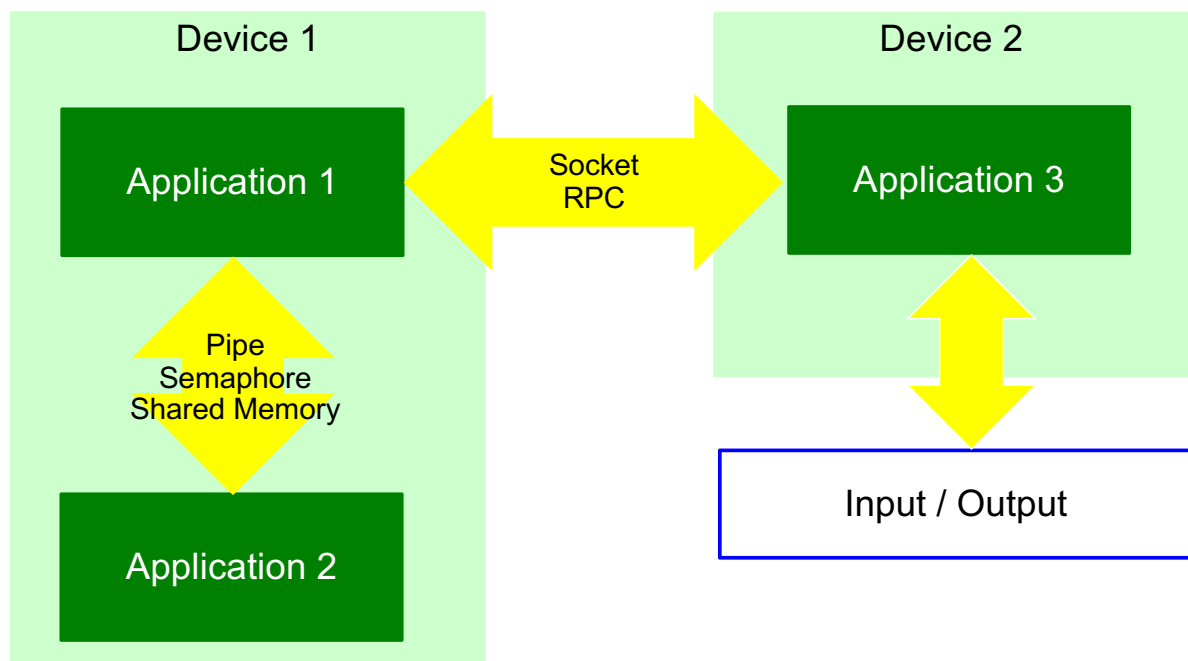 Device 1
Device 2
Application 1
Socket
RPC
Application 3
Pipe
Semaphore
Shared Memory
Input / Output
Application 2